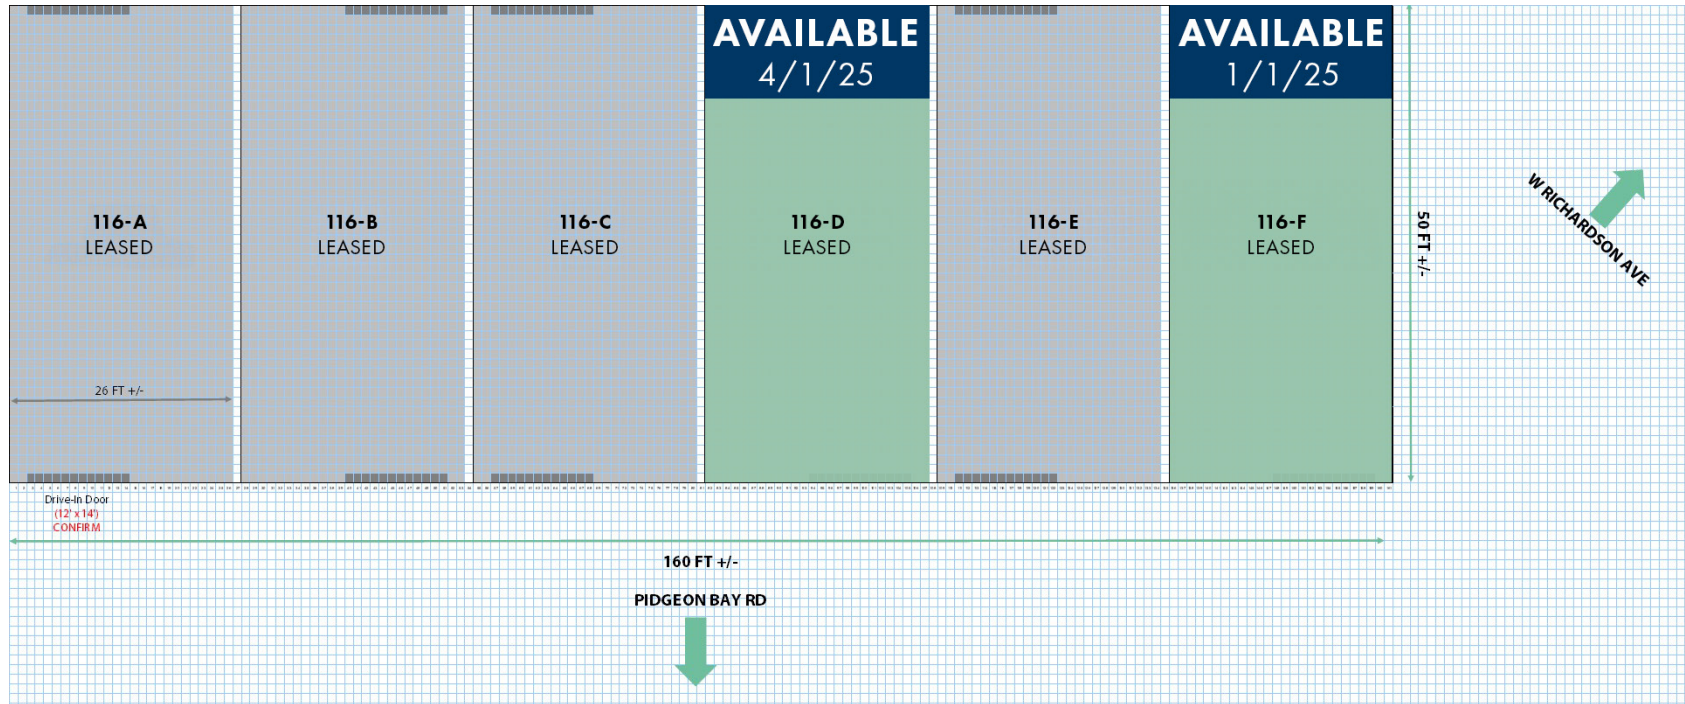 AVAILABLE
4/1/25
AVAILABLE
1/1/25
116-A
LEASED
116-B
LEASED
116-C
LEASED
116-D
LEASED
116-E
LEASED
116-F
LEASED
50 FT +/-
W RICHARDSON AVE
26 FT +/-
Drive-In Door
(12' x 14')
CONFIRM
160 FT +/-
PIDGEON BAY RD